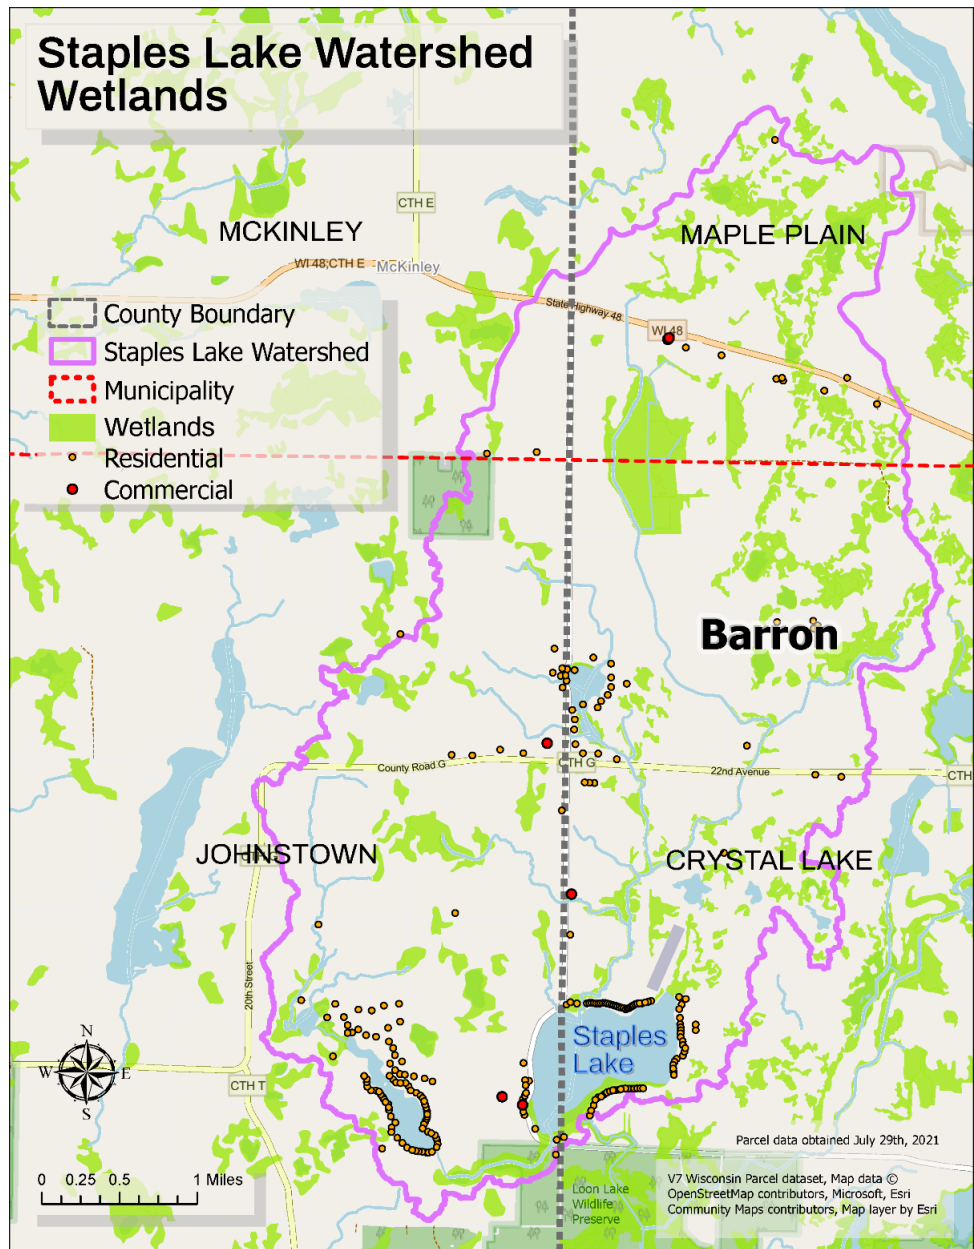 Staples Lake Watershed
Wetlands
CTH E
MCKINLEY
MAPLE PLAIN
WI 48;CTH E
McKinley
State Highway 48
WI 48
County Boundary
Staples Lake Watershed
Municipality
Wetlands
Residential
Commercial
Barron
County Road G
CTH G
22nd Avenue
CTH
JOHNSTOWN
CRYSTAL LAKE
20th Street
Staples
Lake
N
W E
S
CTH T
0 0.25 0.5 1 Miles
Loon Lake
Wildlife
Preserve
Parcel data obtained July 29th, 2021
V7 Wisconsin Parcel dataset, Map data ©
OpenStreetMap contributors, Microsoft, Esri
Community Maps contributors, Map layer by Esri